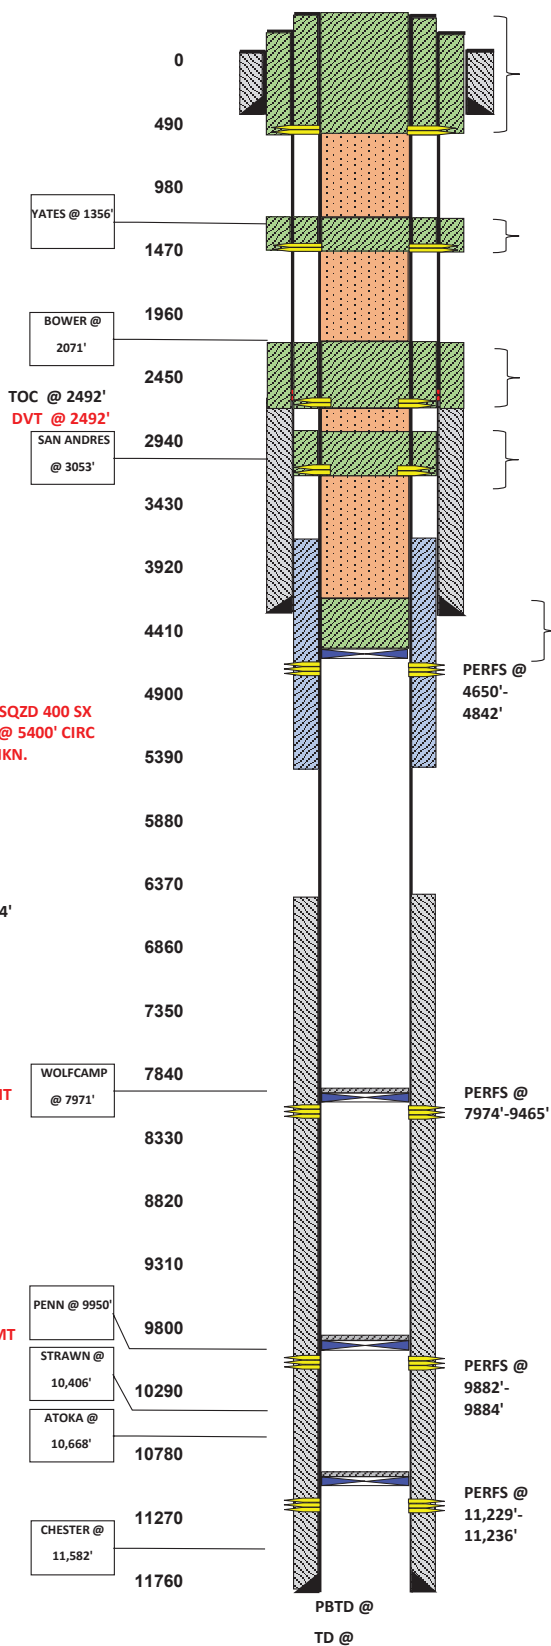 0
490
980
YATES @ 1356'
1470
1960
BOWER @
2071'
2450
TOC @ 2492'
DVT @ 2492'
SAN ANDRES
@ 3053'
2940
3430
3920
4410
PERFS @
4650'-
4842'
4900
SQZD 400 SX
@ 5400' CIRC
5390
5880
6370
4'
6860
7350
WOLFCAMP
@ 7971'
7840
PERFS @
7974'-9465'
8330
8820
9310
PENN @ 9950'
9800
MT
STRAWN @
10,406'
10290
PERFS @
9882'-
9884'
ATOKA @
10,668'
10780
PERFS @
11,229'-
11,236'
11270
CHESTER @
11,582'
11760
PBTD @
TD @